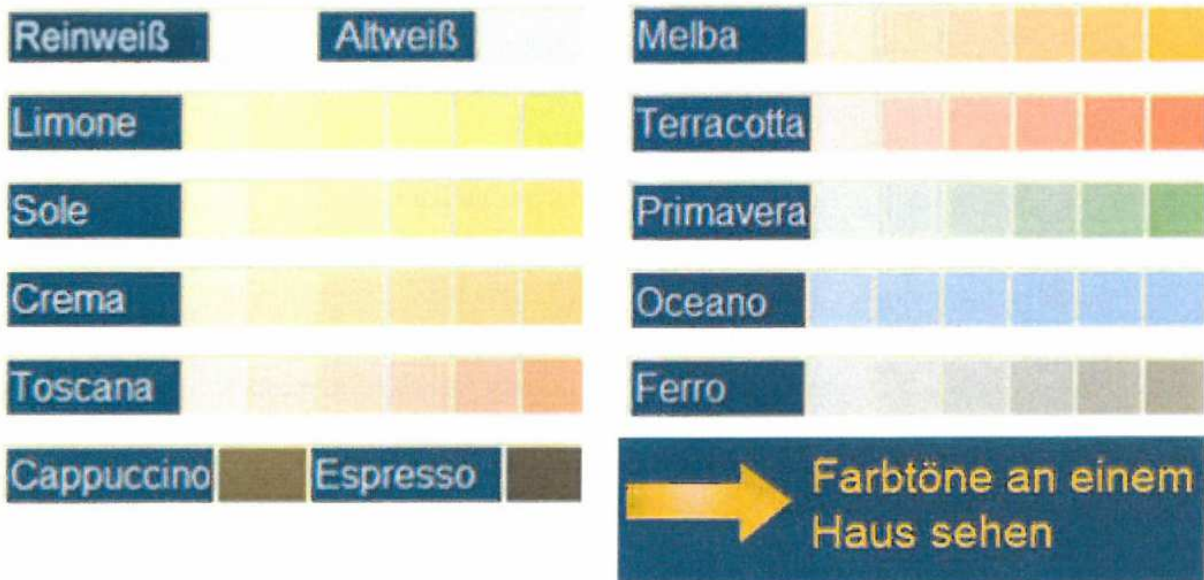 Reinweiß
Altweiß
Limone
Sole
Crema
Toscana
Cappuccino
Espresso
Melba
Terracotta
Primavera
Oceano
Ferro
Farbtöne an einem
Haus sehen